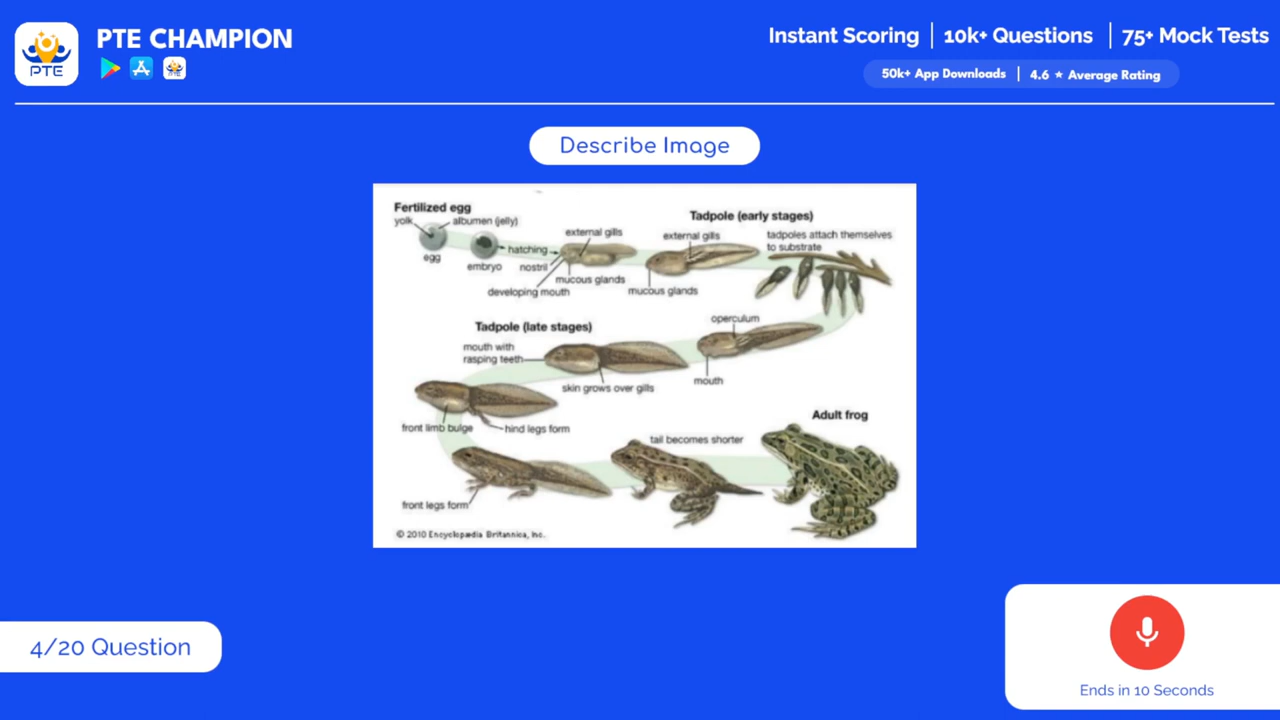 PTE CHAMPION
PTE
Instant Scoring | 10k+ Questions | 75+ Mock Tests
50k+ App Downloads | 4.6 ★ Average Rating
Describe Image
Fertilized egg
yolk
albumen (jelly)
egg
embryo
hatching
nostril
developing mouth
external gills
mucous glands
Tadpole (early stages)
external gills
mucous glands
tadpoles attach themselves
to substrate
operculum
mouth
Tadpole (late stages)
mouth with
rasping teeth
skin grows over gills
front limb bulge
hind legs form
front legs form
tail becomes shorter
Adult frog
© 2010 Encyclopædia Britannica, Inc.
4/20 Question
Ends in 10 Seconds